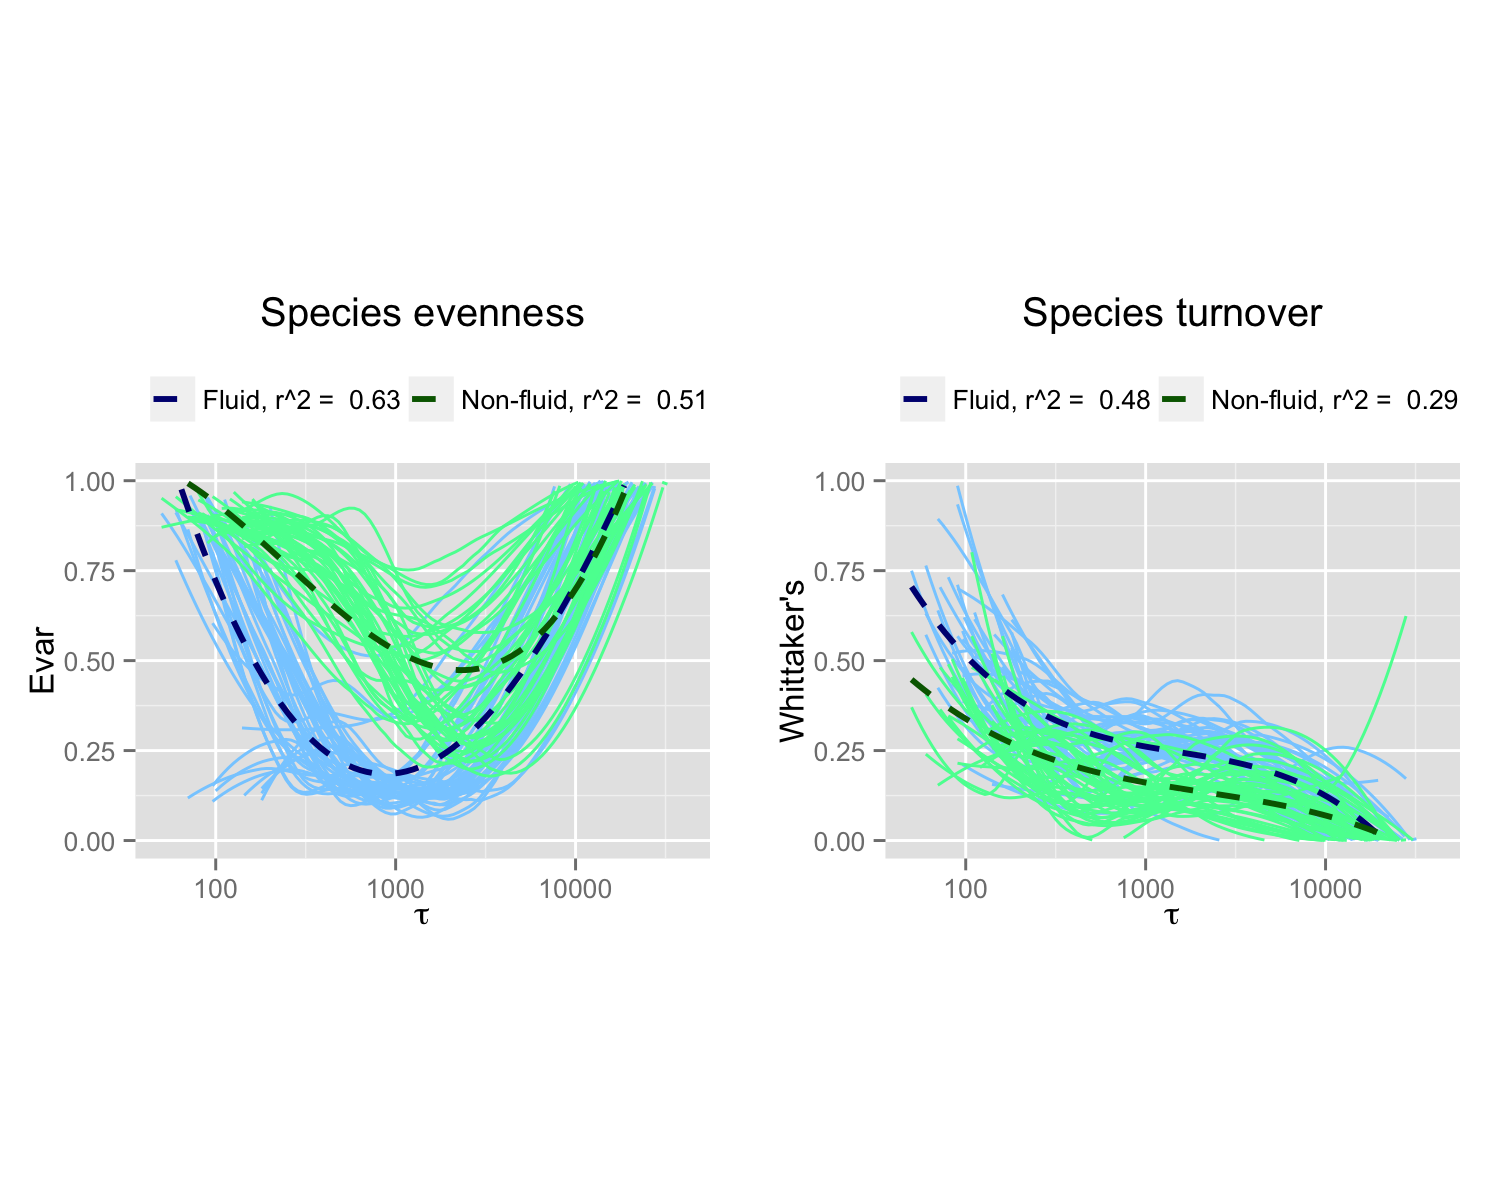 Species evenness
Fluid, r^2 =  0.63 Non-fluid, r^2 =  0.51
1.00
0.75
0.50
0.25
0.00
Evar
100 1000 10000
τ
Species turnover
Fluid, r^2 =  0.48 Non-fluid, r^2 =  0.29
1.00
0.75
0.50
0.25
0.00
Whittaker's
100 1000 10000
τ